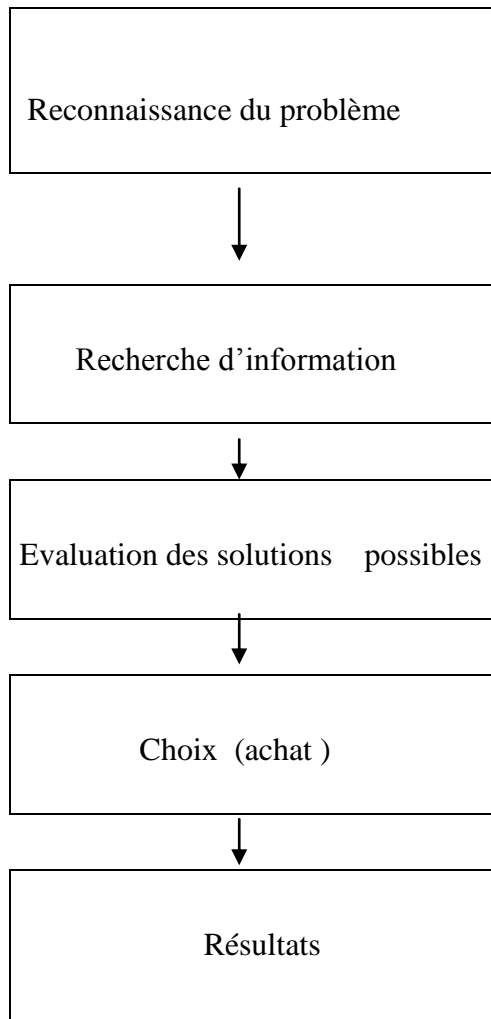 Reconnaissance du problème
Recherche d’information
Evaluation des solutions possibles
Choix (achat )
Résultats